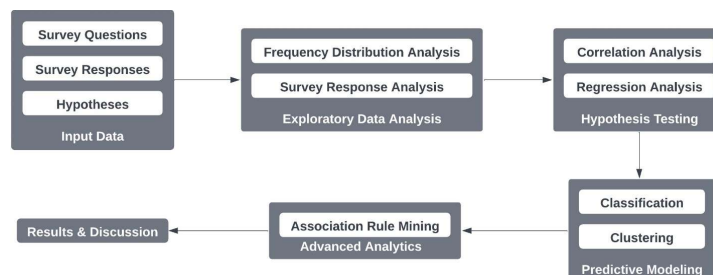 Survey Questions
Survey Responses
Hypotheses
Input Data
Frequency Distribution Analysis
Survey Response Analysis
Exploratory Data Analysis
Correlation Analysis
Regression Analysis
Hypothesis Testing
Classification
Clustering
Predictive Modeling
Association Rule Mining
Advanced Analytics
Results & Discussion